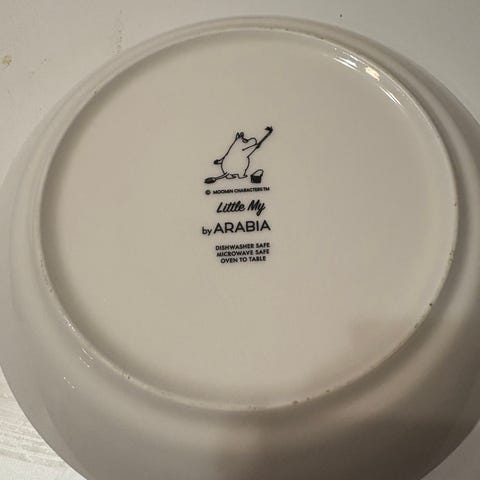 © MOOMIN CHARACTERS™
Little My
by ARABIA
DISHWASHER SAFE
MICROWAVE SAFE
OVEN TO TABLE